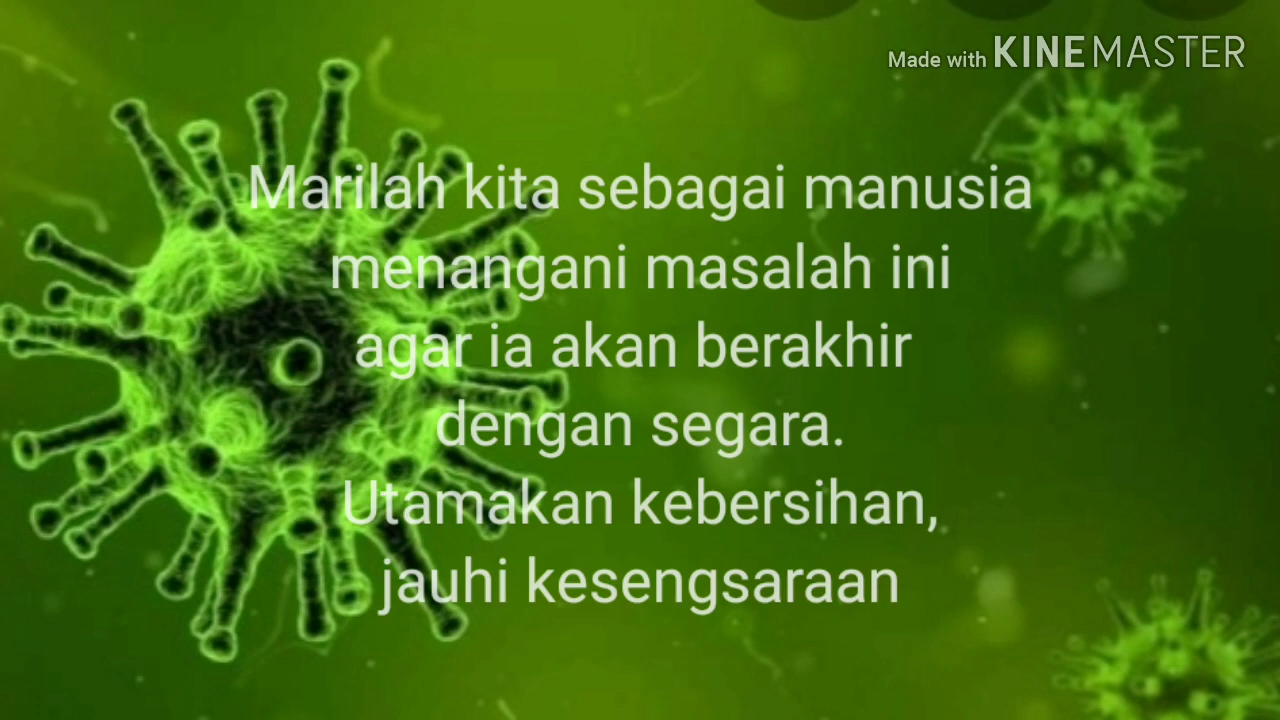 Made with KINEMASTER
Marilah kita sebagai manusia
menangani masalah ini
agar ia akan berakhir
dengan segara.
Utamakan kebersihan,
jauhi kesengsaraan